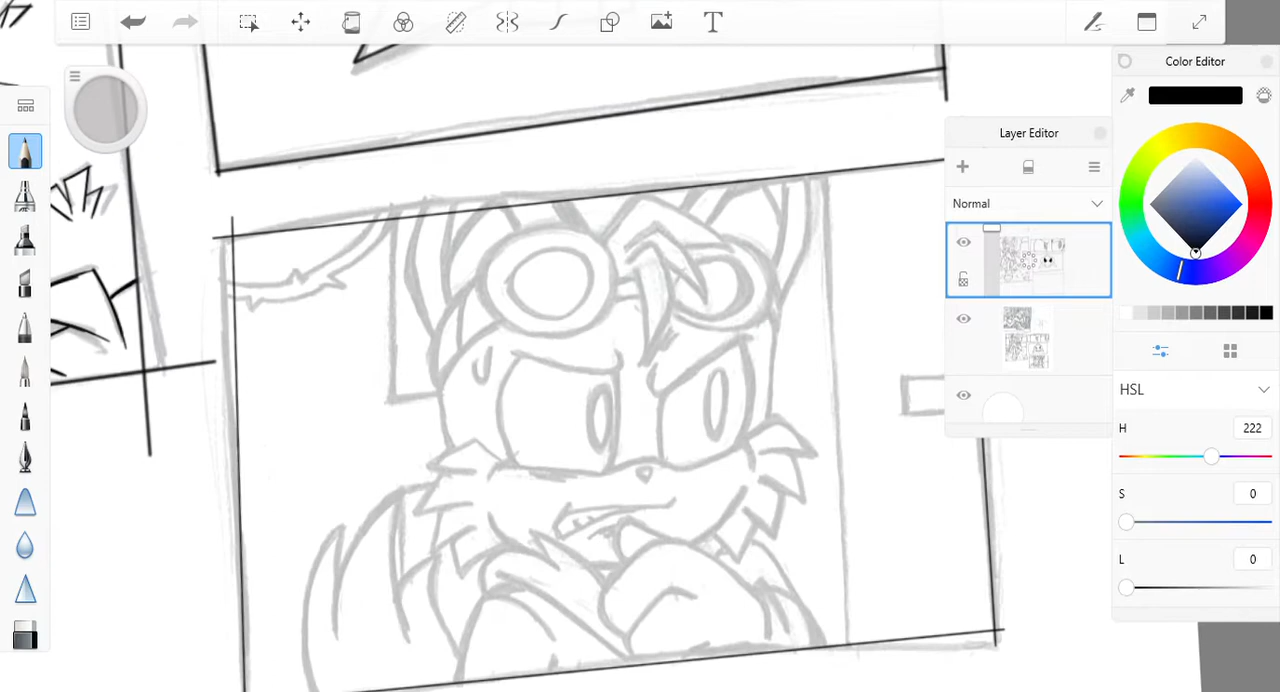 T
Color Editor
Layer Editor
Normal
HSL
H 222
S 0
L 0